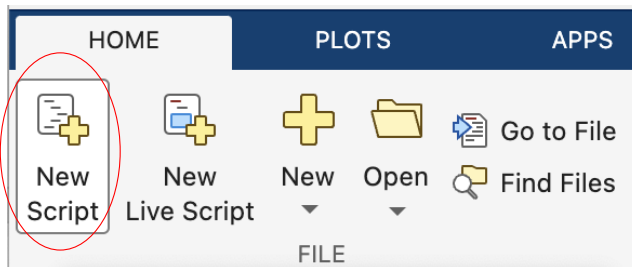 HOME PLOTS APPS
New Script
New Live Script
New
Open
Go to File
Find Files
FILE